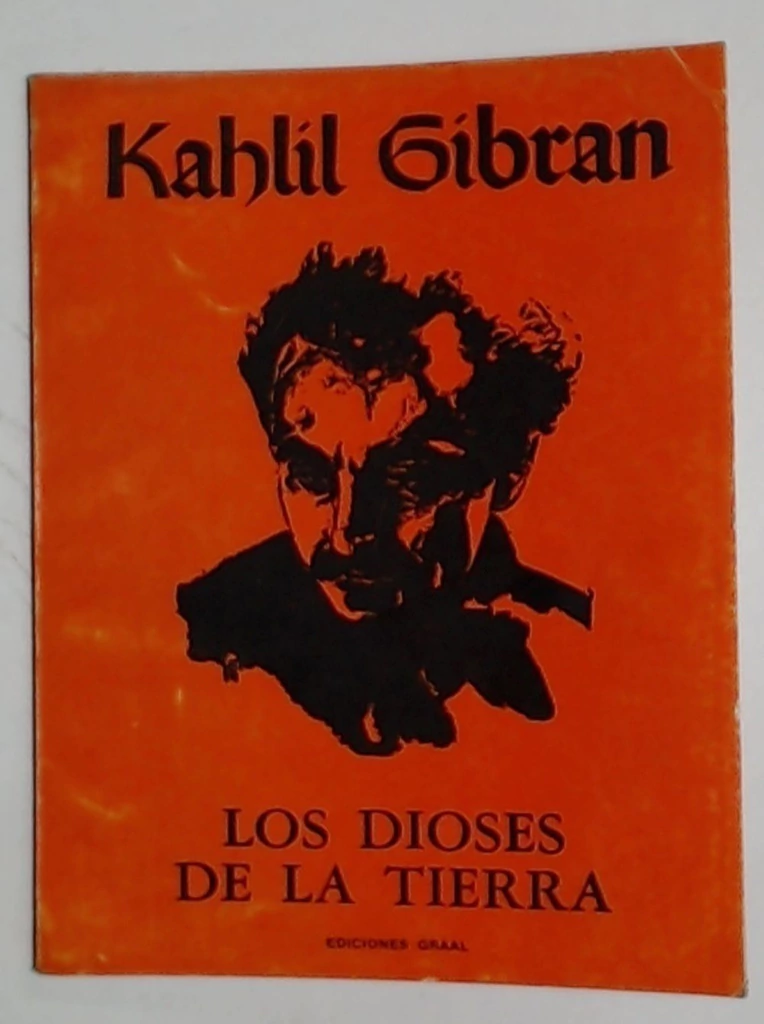 Kahlil Gibran
LOS DIOSES
DE LA TIERRA
EDICIONES GRAAL